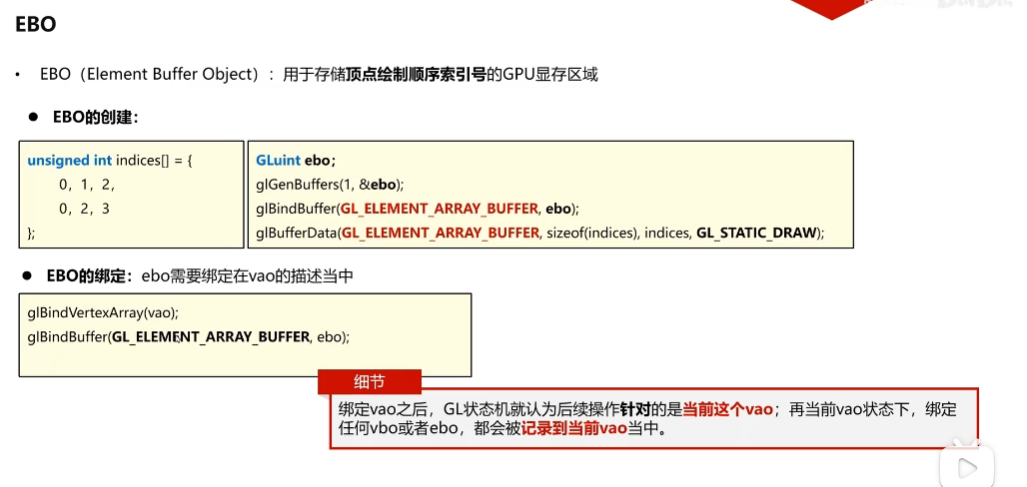 EBO
• EBO（Element Buffer Object）：用于存储顶点绘制顺序索引号的GPU显存区域
● EBO的创建：
unsigned int indices[] = {
0, 1, 2,
0, 2, 3
};
GLuint ebo;
glGenBuffers(1, &ebo);
glBindBuffer(GL_ELEMENT_ARRAY_BUFFER, ebo);
glBufferData(GL_ELEMENT_ARRAY_BUFFER, sizeof(indices), indices, GL_STATIC_DRAW);
● EBO的绑定：ebo需要绑定在vao的描述当中
glBindVertexArray(vao);
glBindBuffer(GL_ELEMENT_ARRAY_BUFFER, ebo);
细节
绑定vao之后，GL状态机就认为后续操作针对的是当前这个vao；再当前vao状态下，绑定
任何vbo或者ebo，都会被记录到当前vao当中。